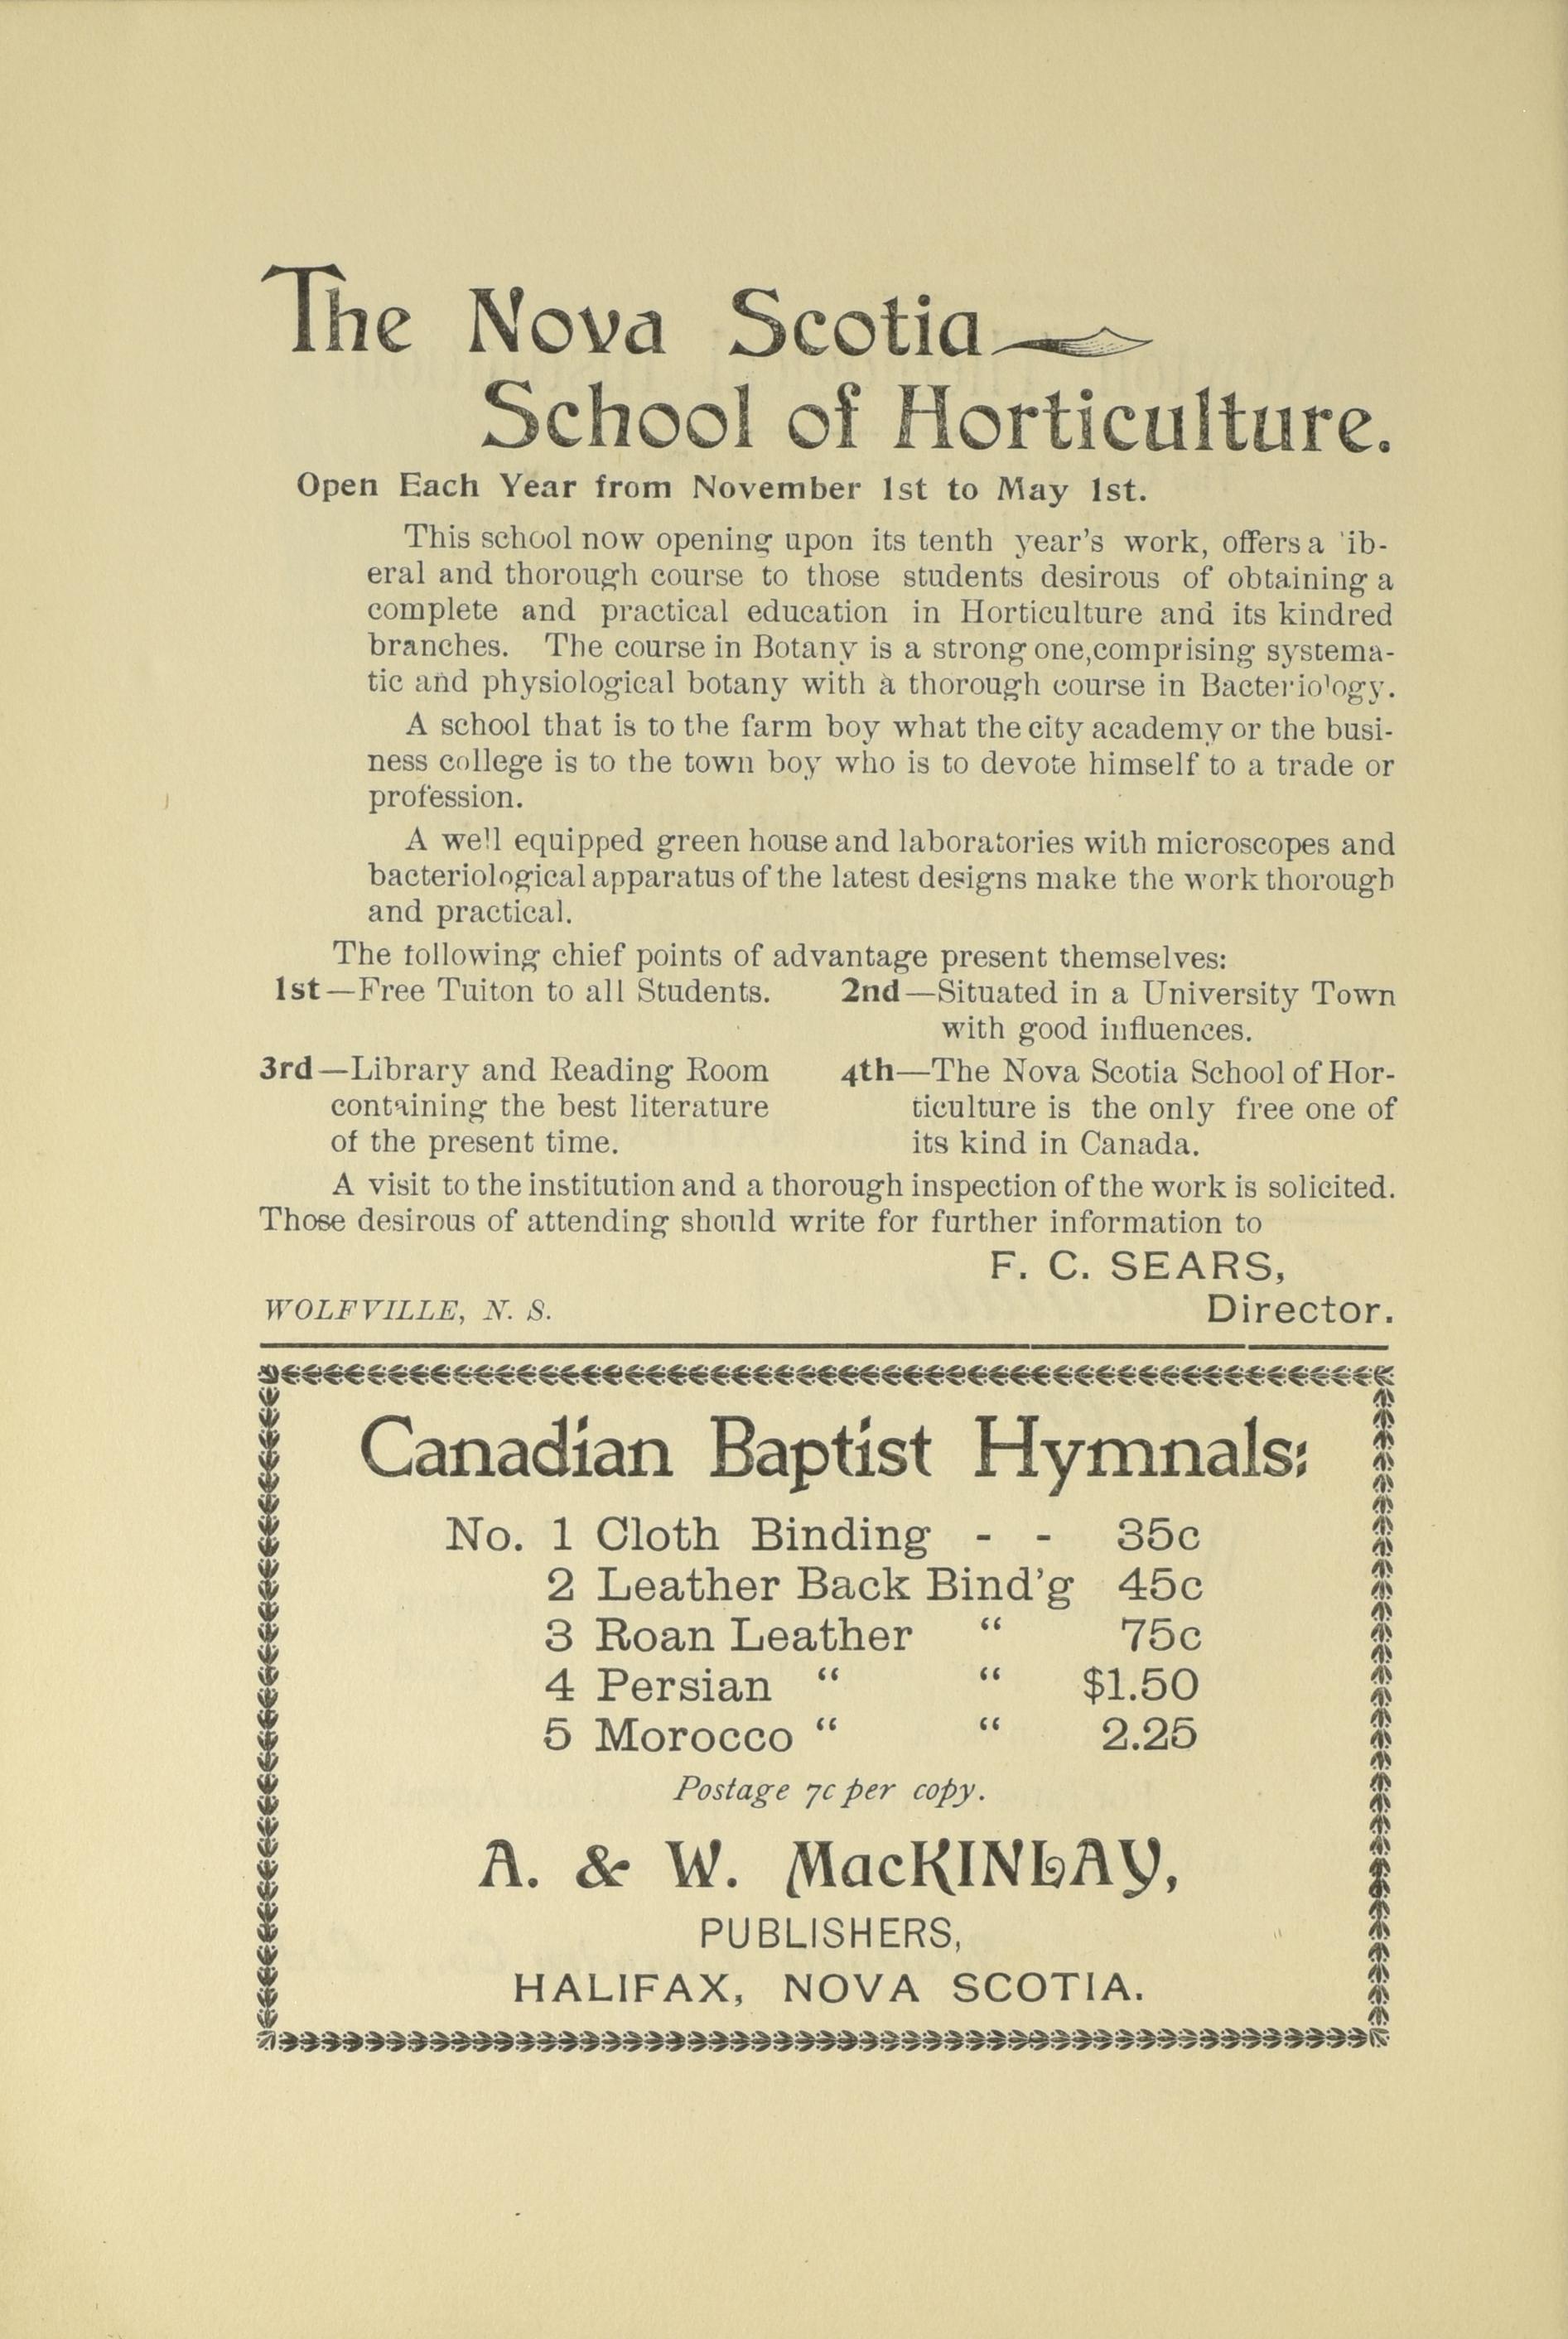 The Nova Scotia
School of Horticulture.
Open Each Year from November 1st to May 1st.
This school now opening upon its tenth year's work, offers a 'ib-
eral and thorough course to those students desirous of obtaining a
complete and practical education in Horticulture and its kindred
branches. The course in Botany is a strong one,comprising systema-
tic and physiological botany with a thorough course in Bacteriology.
A school that is to the farm boy what the city academy or the busi-
ness college is to the town boy who is to devote himself to a trade or
profession.
A well equipped green house and laboratories with microscopes and
bacteriological apparatus of the latest designs make the work thorough
and practical.
The following chief points of advantage present themselves:
1st—Free Tuiton to all Students.
2nd—Situated in a University Town
with good influences.
3rd—Library and Reading Room
containing the best literature
of the present time.
4th—The Nova Scotia School of Hor-
ticulture is the only free one of
its kind in Canada.
A visit to the institution and a thorough inspection of the work is solicited.
Those desirous of attending should write for further information to
F. C. SEARS,
WOLFVILLE, N. S. Director.
Canadian Baptist Hymnals:
No. 1 Cloth Binding - - 35c
2 Leather Back Bind'g 45c
3 Roan Leather “ 75c
4 Persian “ “ $1.50
5 Morocco “ “ 2.25
Postage 7c per copy.
A. & W. MacKINLAY,
PUBLISHERS,
HALIFAX, NOVA SCOTIA.